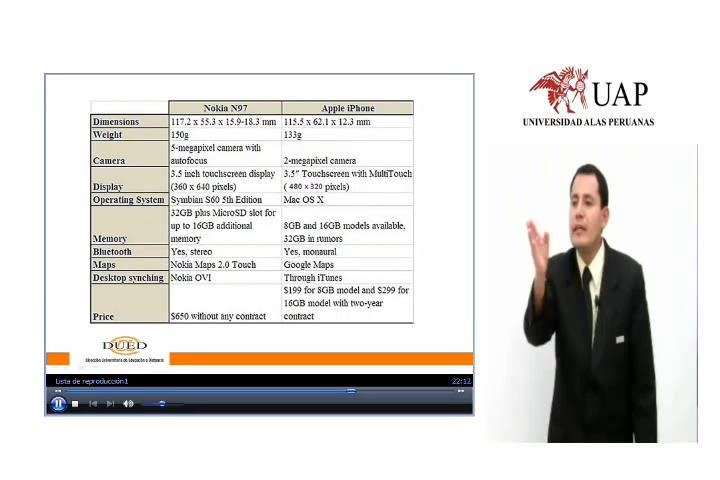 Nokia N97 Apple iPhone
Dimensions 117.2 x 55.3 x 15.9-18.3 mm 115.5 x 62.1 x 12.3 mm
Weight 150g 133g
5-megapixel camera with
Camera autofocus 2-megapixel camera
3.5 inch touchscreen display 3.5" Touchscreen with MultiTouch
Display (360 x 640 pixels) ( 480 x 320 pixels)
Operating System Symbian S60 5th Edition Mac OS X
32GB plus MicroSD slot for
up to 16GB additional 8GB and 16GB models available,
Memory memory 32GB in rumors
Bluetooth Yes, stereo Yes, monaural
Maps Nokia Maps 2.0 Touch Google Maps
Desktop synching Nokia OVI Through iTunes
$199 for 8GB model and $299 for
16GB model with two-year
Price $650 without any contract contract
DUED
Dirección Universitaria de Educación a Distancia
Lista de reproducción1 22:12
UAP
UNIVERSIDAD ALAS PERUANAS